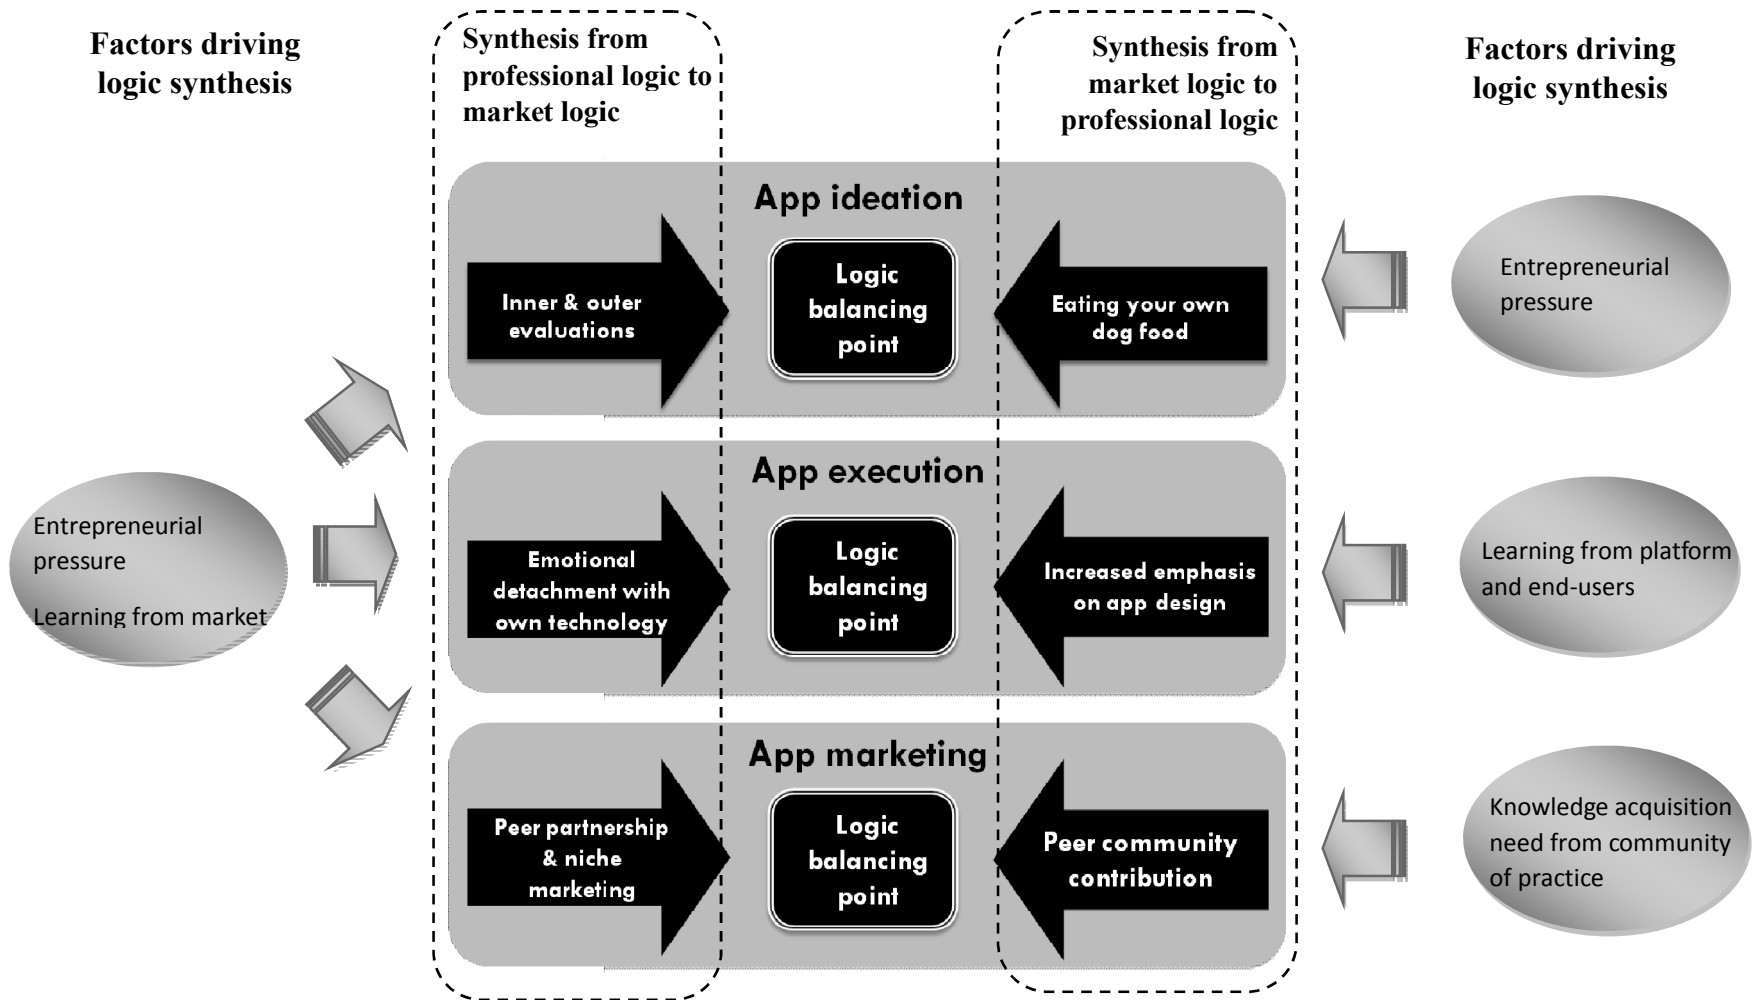 Factors driving
logic synthesis
Synthesis from
professional logic to
market logic
Synthesis from
market logic to
professional logic
Factors driving
logic synthesis
App ideation
Inner & outer
evaluations
Logic
balancing
point
Eating your own
dog food
Entrepreneurial
pressure
App execution
Entrepreneurial
pressure
Learning from market
Emotional
detachment with
own technology
Logic
balancing
point
Increased emphasis
on app design
Learning from platform
and end-users
App marketing
Peer partnership
& niche
marketing
Logic
balancing
point
Peer community
contribution
Knowledge acquisition
need from community
of practice